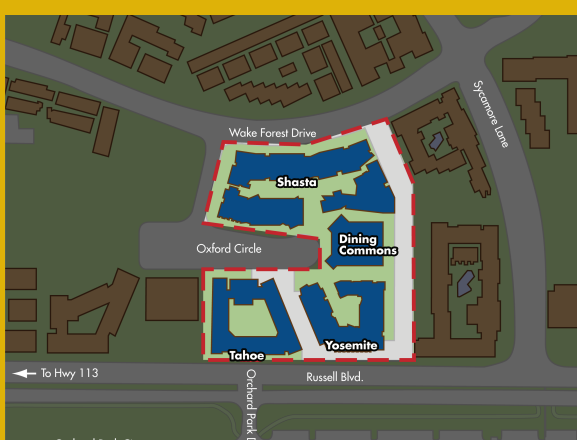 Wake Forest Drive
Sycamore Lane
Shasta
Dining
Commons
Oxford Circle
Yosemite
Tahoe
To Hwy 113
Russell Blvd.
Orchard Park